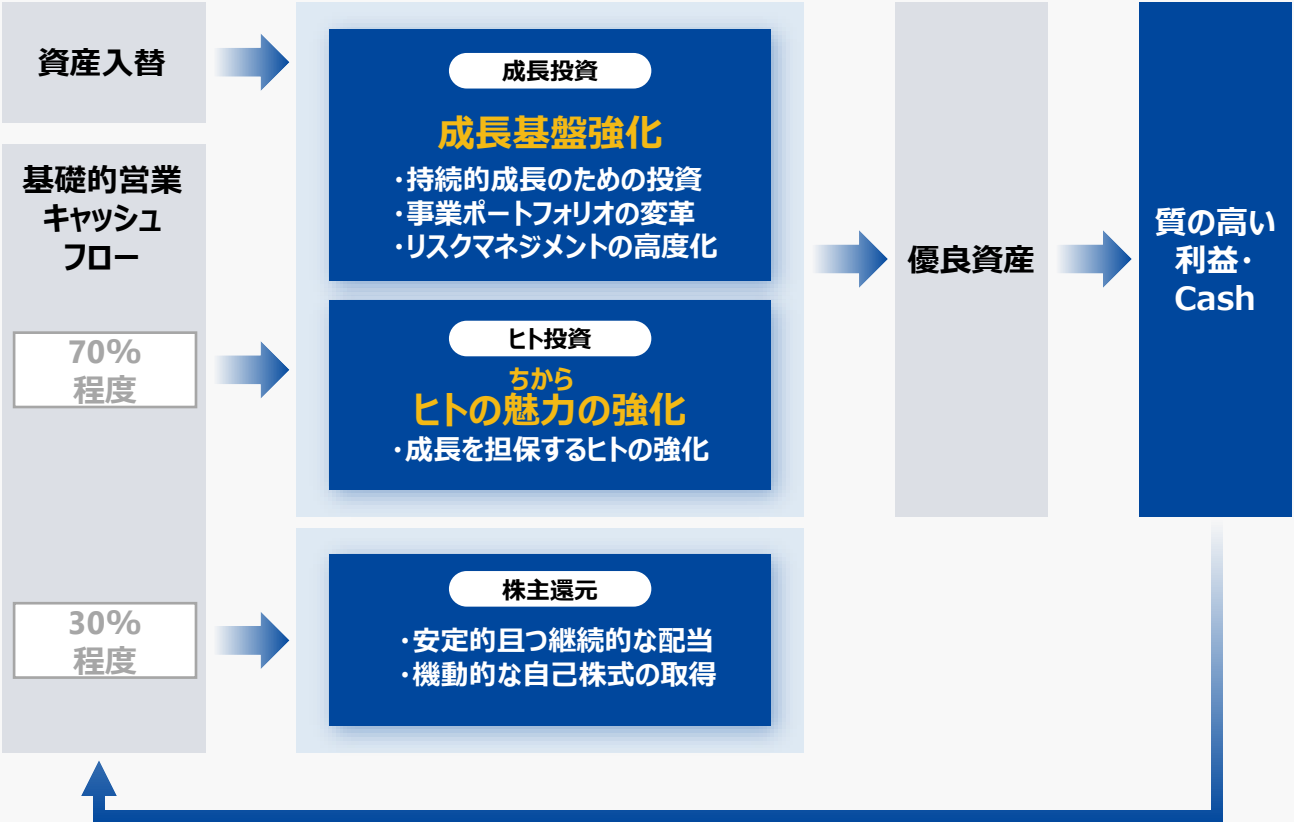 資産入替
基礎的営業
キャッシュ
フロー
70%
程度
30%
程度
成長投資
成長基盤強化
・持続的成長のための投資
・事業ポートフォリオの変革
・リスクマネジメントの高度化
ヒト投資
ちから
ヒトの魅力の強化
・成長を担保するヒトの強化
株主還元
・安定的且つ継続的な配当
・機動的な自己株式の取得
優良資産
質の高い
利益・
Cash